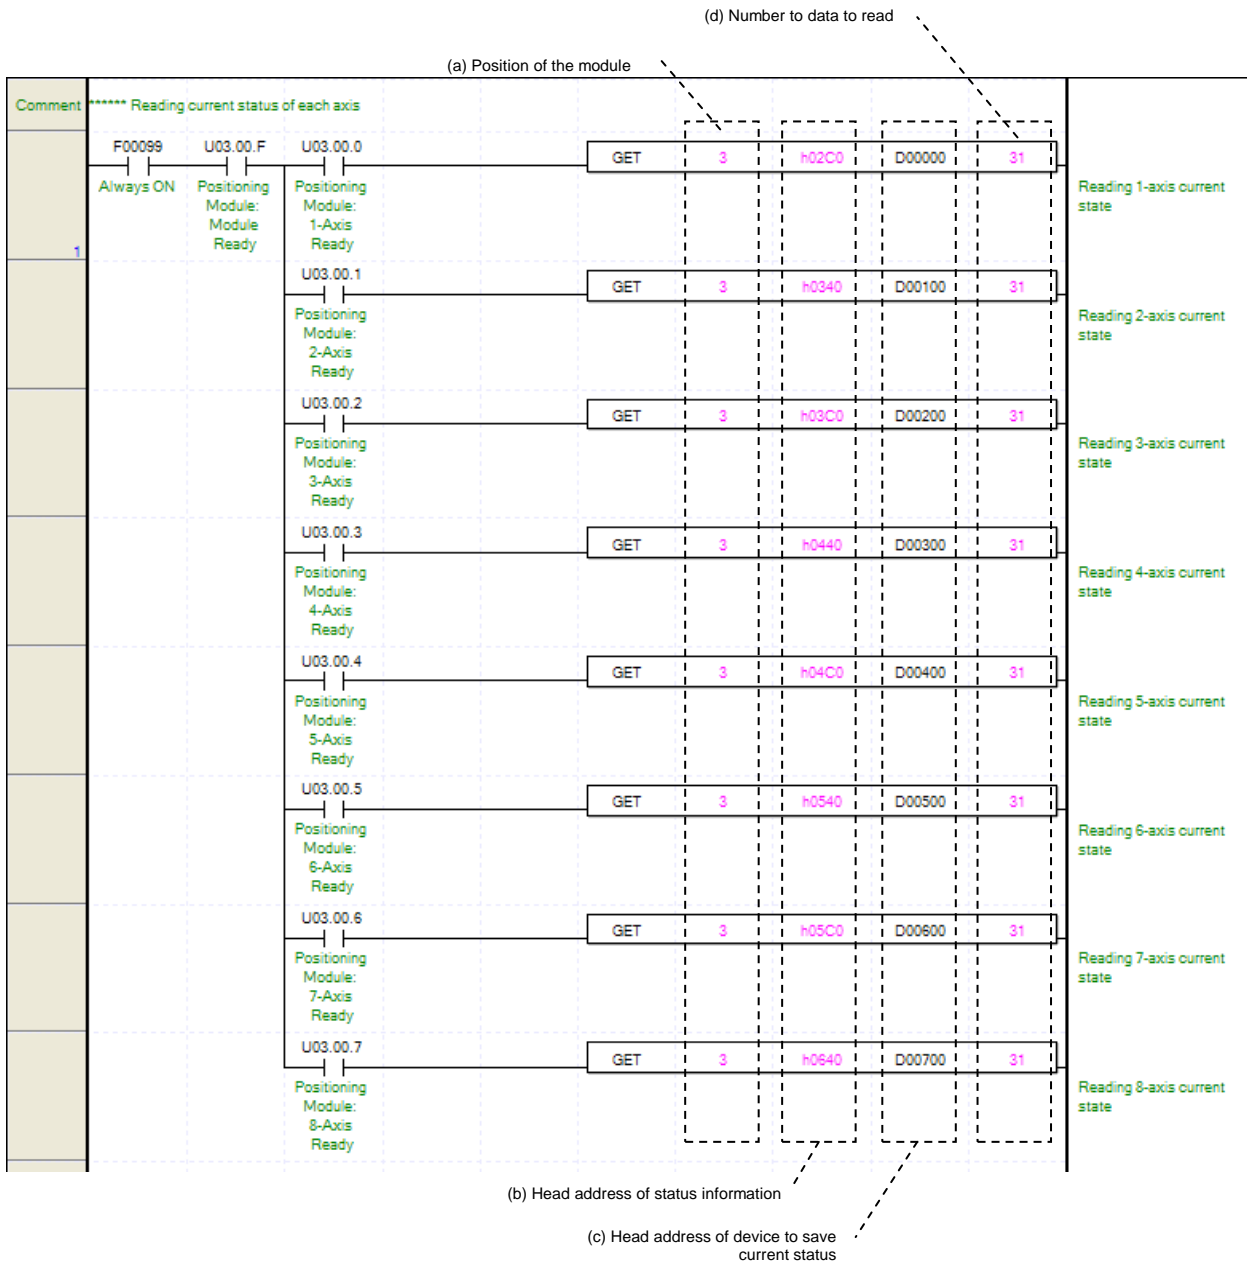 (d) Number to data to read
(a) Position of the module
Comment ****** Reading current status of each axis
F00099 U03.00.F U03.00.0
GET 3 h02C0 D00000 31
Always ON Positioning Positioning
Module: Module:
Module 1-Axis
Ready Ready
Reading 1-axis current
state
1
U03.00.1
GET 3 h0340 D00100 31
Positioning
Module:
2-Axis
Ready
Reading 2-axis current
state
U03.00.2
GET 3 h03C0 D00200 31
Positioning
Module:
3-Axis
Ready
Reading 3-axis current
state
U03.00.3
GET 3 h0440 D00300 31
Positioning
Module:
4-Axis
Ready
Reading 4-axis current
state
U03.00.4
GET 3 h04C0 D00400 31
Positioning
Module:
5-Axis
Ready
Reading 5-axis current
state
U03.00.5
GET 3 h0540 D00500 31
Positioning
Module:
6-Axis
Ready
Reading 6-axis current
state
U03.00.6
GET 3 h05C0 D00600 31
Positioning
Module:
7-Axis
Ready
Reading 7-axis current
state
U03.00.7
GET 3 h0640 D00700 31
Positioning
Module:
8-Axis
Ready
Reading 8-axis current
state
(b) Head address of status information
(c) Head address of device to save
current status